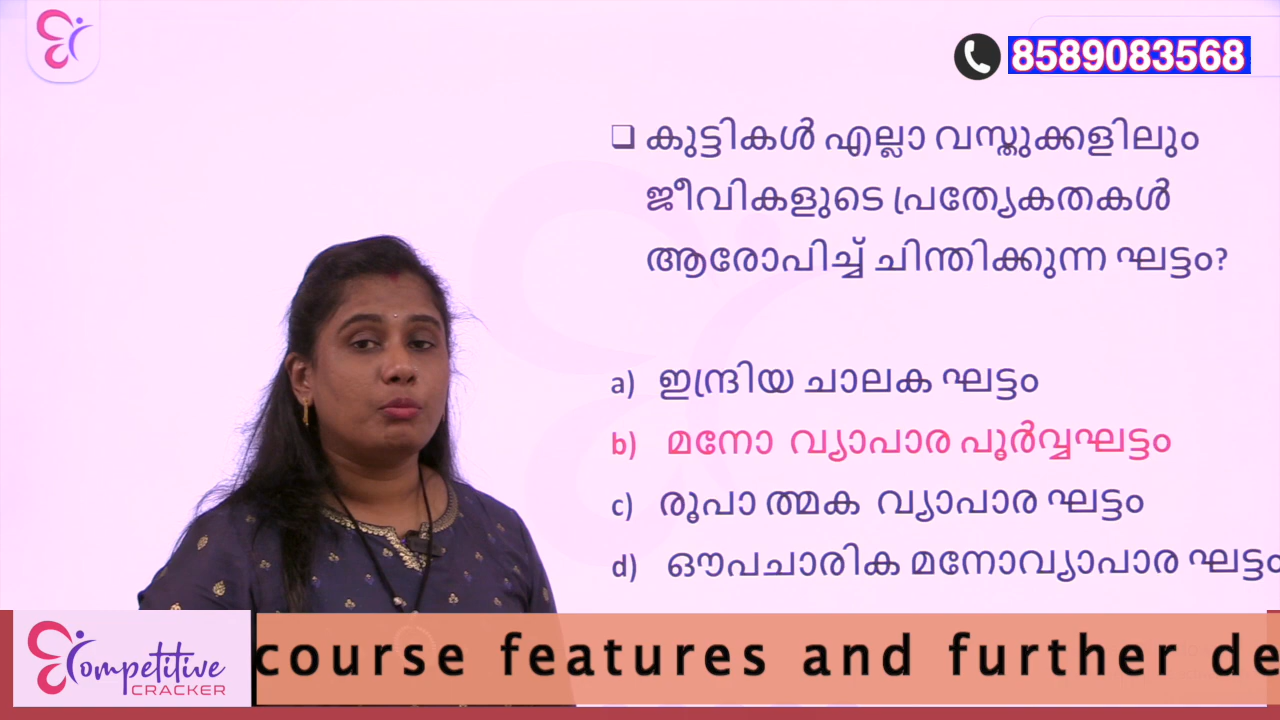 8589083568
❑ കുട്ടികൾ എല്ലാ വസ്തുക്കളിലും
ജീവികളുടെ പ്രത്യേകതകൾ
ആരോപിച്ച് ചിന്തിക്കുന്ന ഘട്ടം?
a) ഇന്ദ്രിയ ചാലക ഘട്ടം
b) മനോ വ്യാപാര പൂർവ്വഘട്ടം
c) രൂപാ ത്മക വ്യാപാര ഘട്ടം
d) ഔപചാരിക മനോവ്യാപാര ഘട്ടം
Competitive
CRACKER
course features and further de